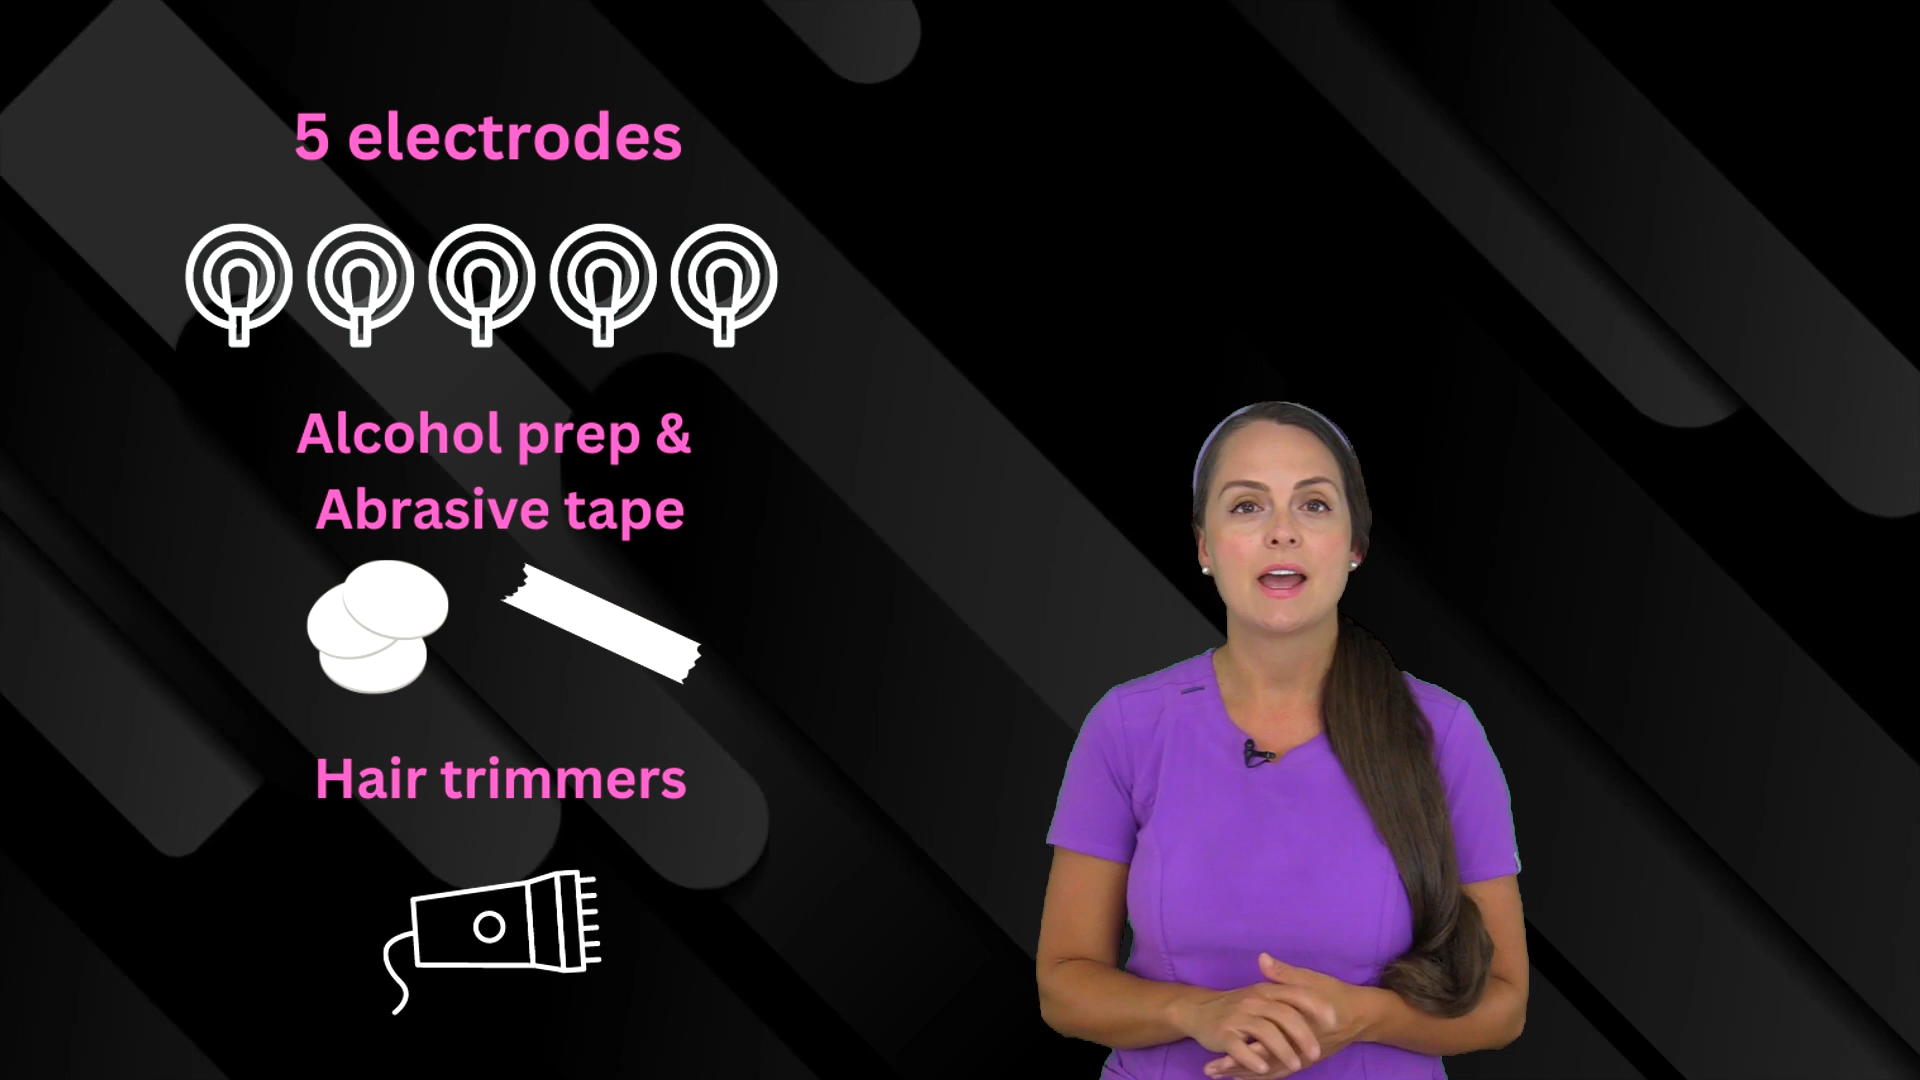 5 electrodes
Alcohol prep &
Abrasive tape
Hair trimmers